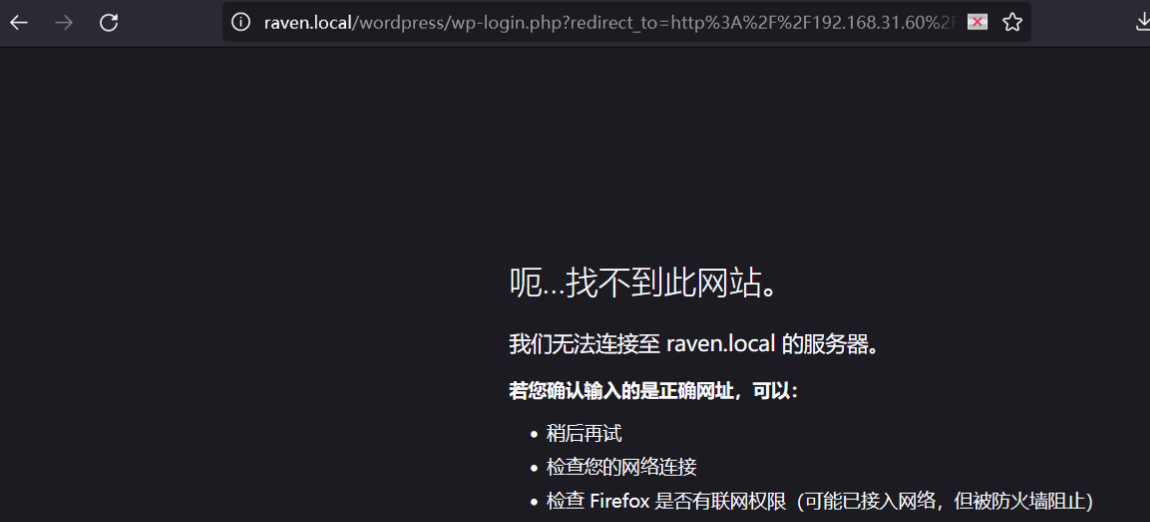 raven.local/wordpress/wp-login.php?redirect_to=http%3A%2F%2F192.168.31.60%2F
呃…找不到此网站。
我们无法连接至 raven.local 的服务器。
若您确认输入的是正确网址，可以：
• 稍后再试
• 检查您的网络连接
• 检查 Firefox 是否有联网权限（可能已接入网络，但被防火墙阻止）